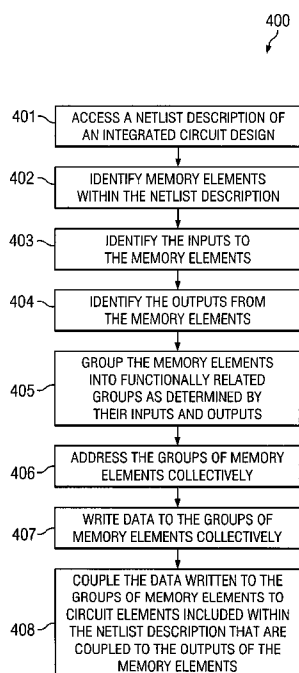 400
401
ACCESS A NETLIST DESCRIPTION OF
AN INTEGRATED CIRCUIT DESIGN
402
IDENTIFY MEMORY ELEMENTS
WITHIN THE NETLIST DESCRIPTION
403
IDENTIFY THE INPUTS TO
THE MEMORY ELEMENTS
404
IDENTIFY THE OUTPUTS FROM
THE MEMORY ELEMENTS
405
GROUP THE MEMORY ELEMENTS
INTO FUNCTIONALLY RELATED
GROUPS AS DETERMINED BY
THEIR INPUTS AND OUTPUTS
406
ADDRESS THE GROUPS OF MEMORY
ELEMENTS COLLECTIVELY
407
WRITE DATA TO THE GROUPS OF
MEMORY ELEMENTS COLLECTIVELY
408
COUPLE THE DATA WRITTEN TO THE
GROUPS OF MEMORY ELEMENTS TO
CIRCUIT ELEMENTS INCLUDED WITHIN
THE NETLIST DESCRIPTION THAT ARE
COUPLED TO THE OUTPUTS OF THE
MEMORY ELEMENTS